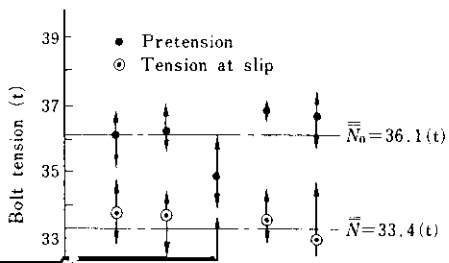 39
● Pretension
⊙ Tension at slip
37
N̿₀=36.1(t)
35
N̿=33.4(t)
33
Bolt tension (t)